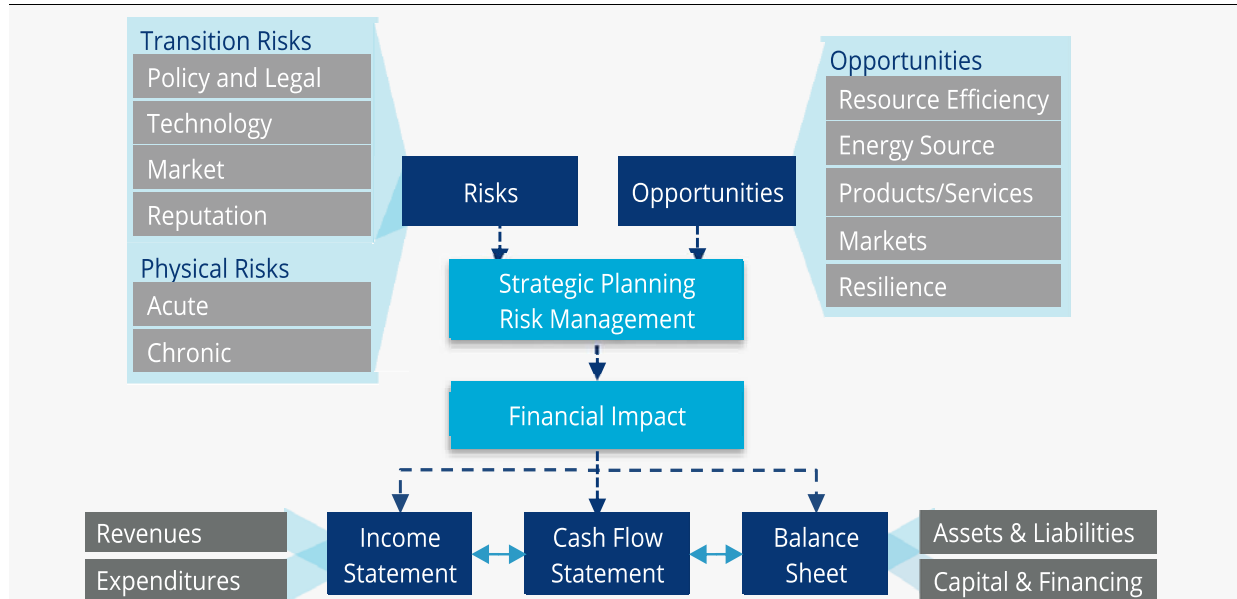 Transition Risks
Policy and Legal
Technology
Market
Reputation
Physical Risks
Acute
Chronic
Risks
Opportunities
Opportunities
Resource Efficiency
Energy Source
Products/Services
Markets
Resilience
Strategic Planning
Risk Management
Financial Impact
Revenues
Expenditures
Income
Statement
Cash Flow
Statement
Balance
Sheet
Assets & Liabilities
Capital & Financing